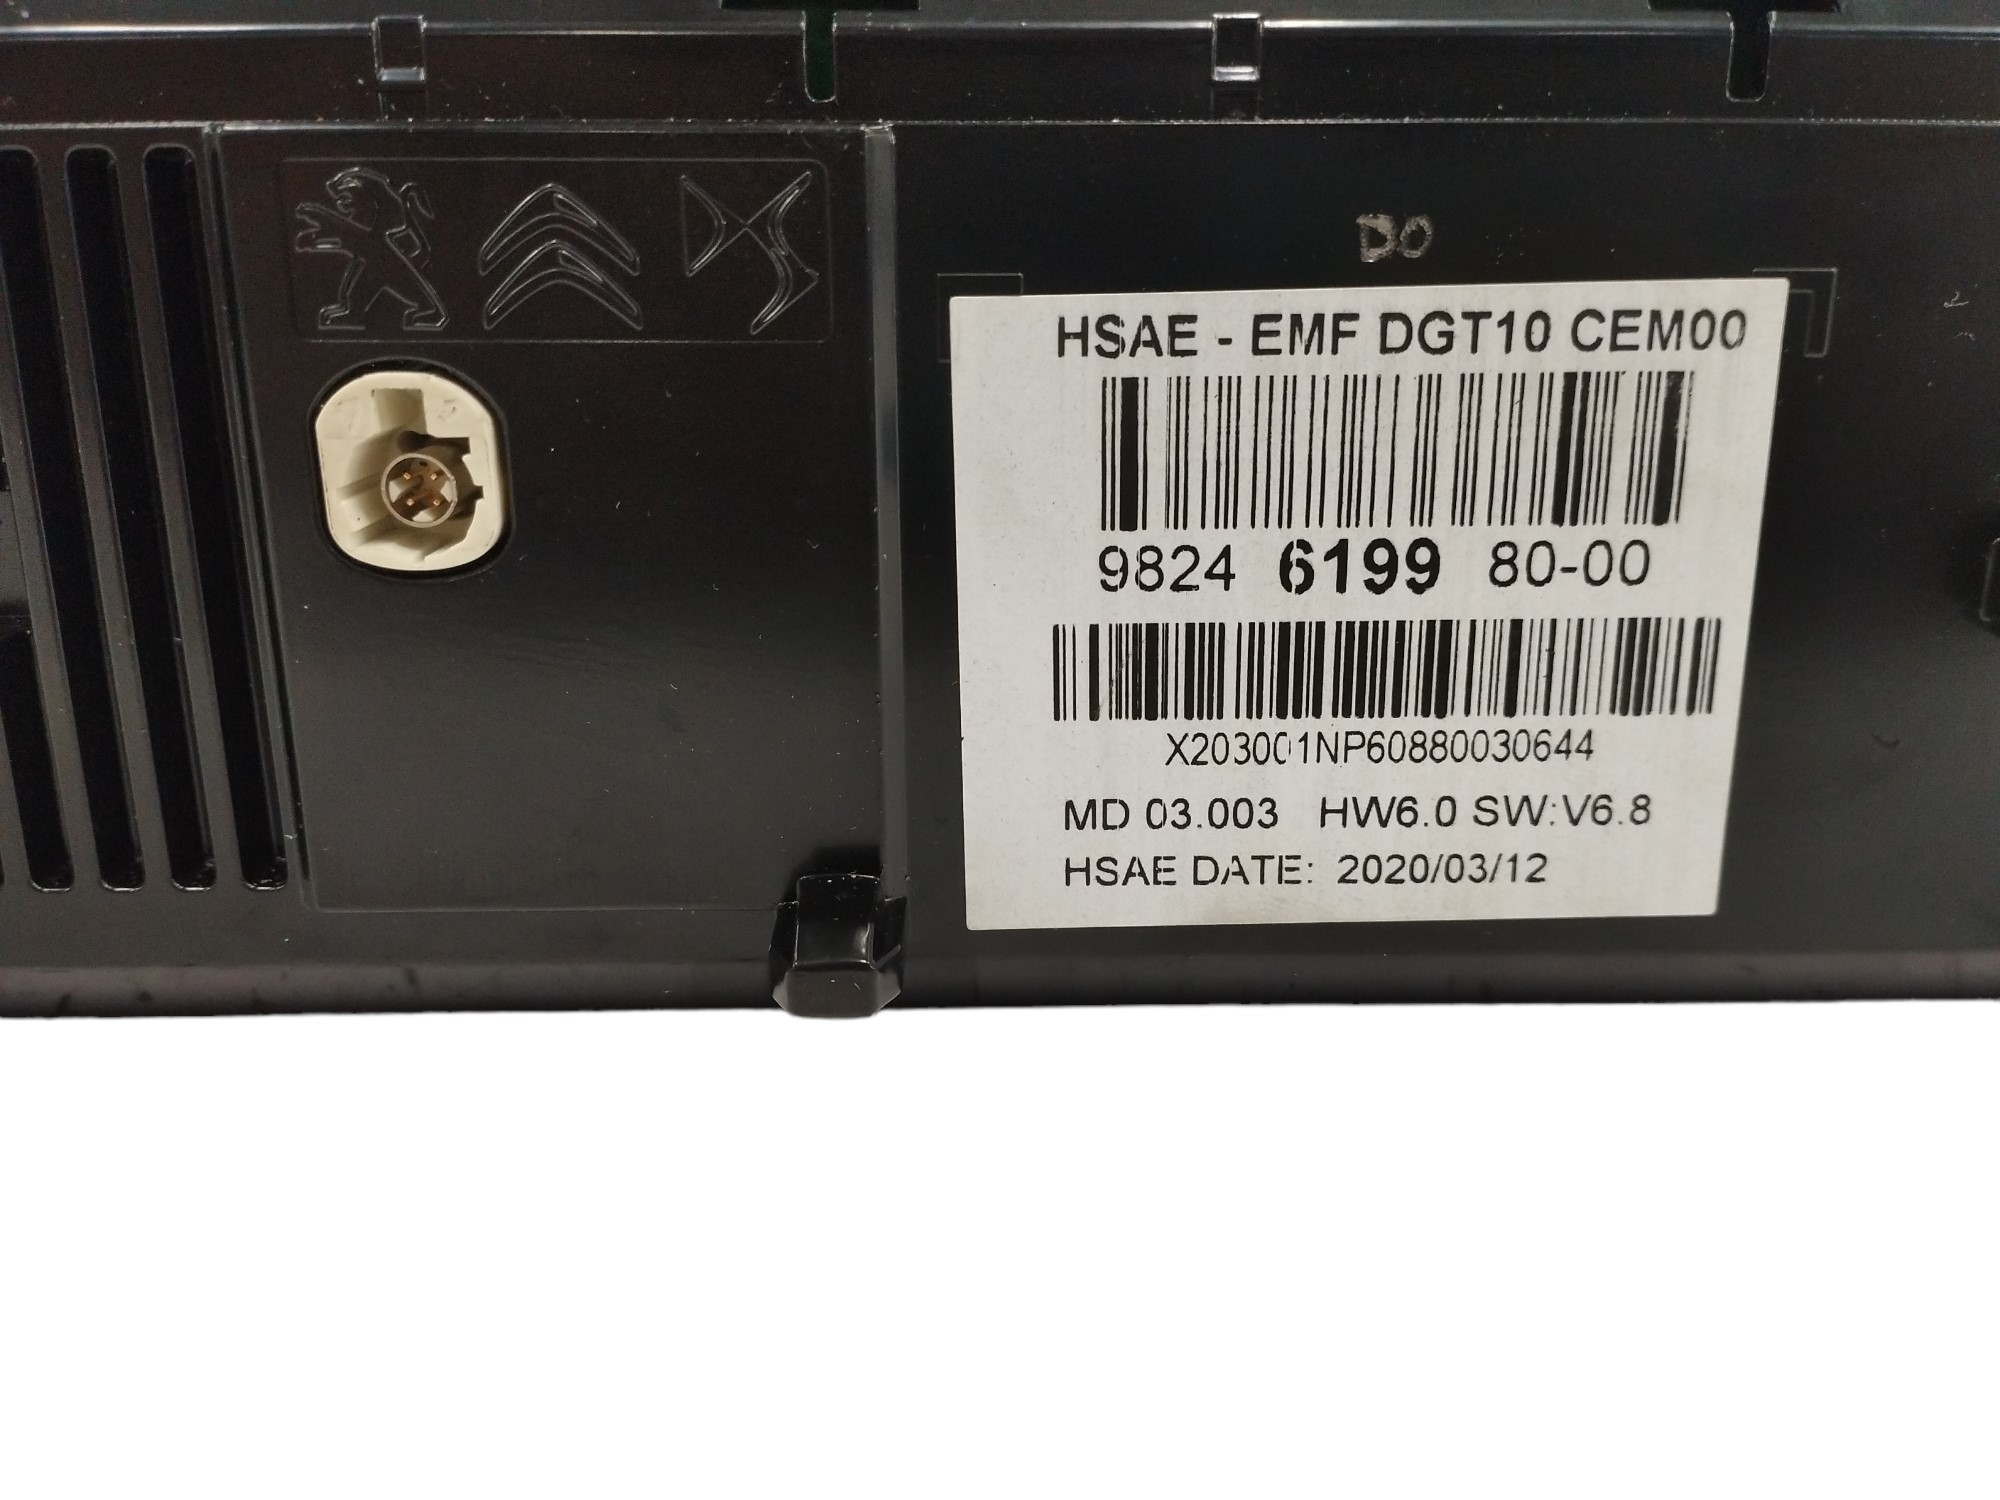 DS
DO
HSAE - EMF DGT10 CEM00
9824 6199 80-00
X203001NP60880030644
MD 03.003 HW6.0 SW:V6.8
HSAE DATE: 2020/03/12